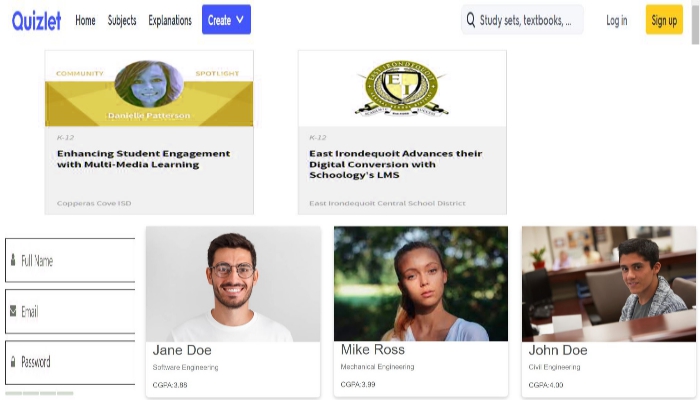 Quizlet Home Subjects Explanations Create Study sets, textbooks, ... Log in Sign up
COMMUNITY SPOTLIGHT
Danielle Patterson
EAST IRONDEQUOIT
EI
K-12
Enhancing Student Engagement
with Multi-Media Learning
Copperas Cove ISD
K-12
East Irondequoit Advances their
Digital Conversion with
Schoology's LMS
East Irondequoit Central School District
Full Name
Email
Password
Jane Doe
Software Engineering
CGPA:3.88
Mike Ross
Mechanical Engineering
CGPA:3.99
John Doe
Civil Engineering
CGPA:4.00